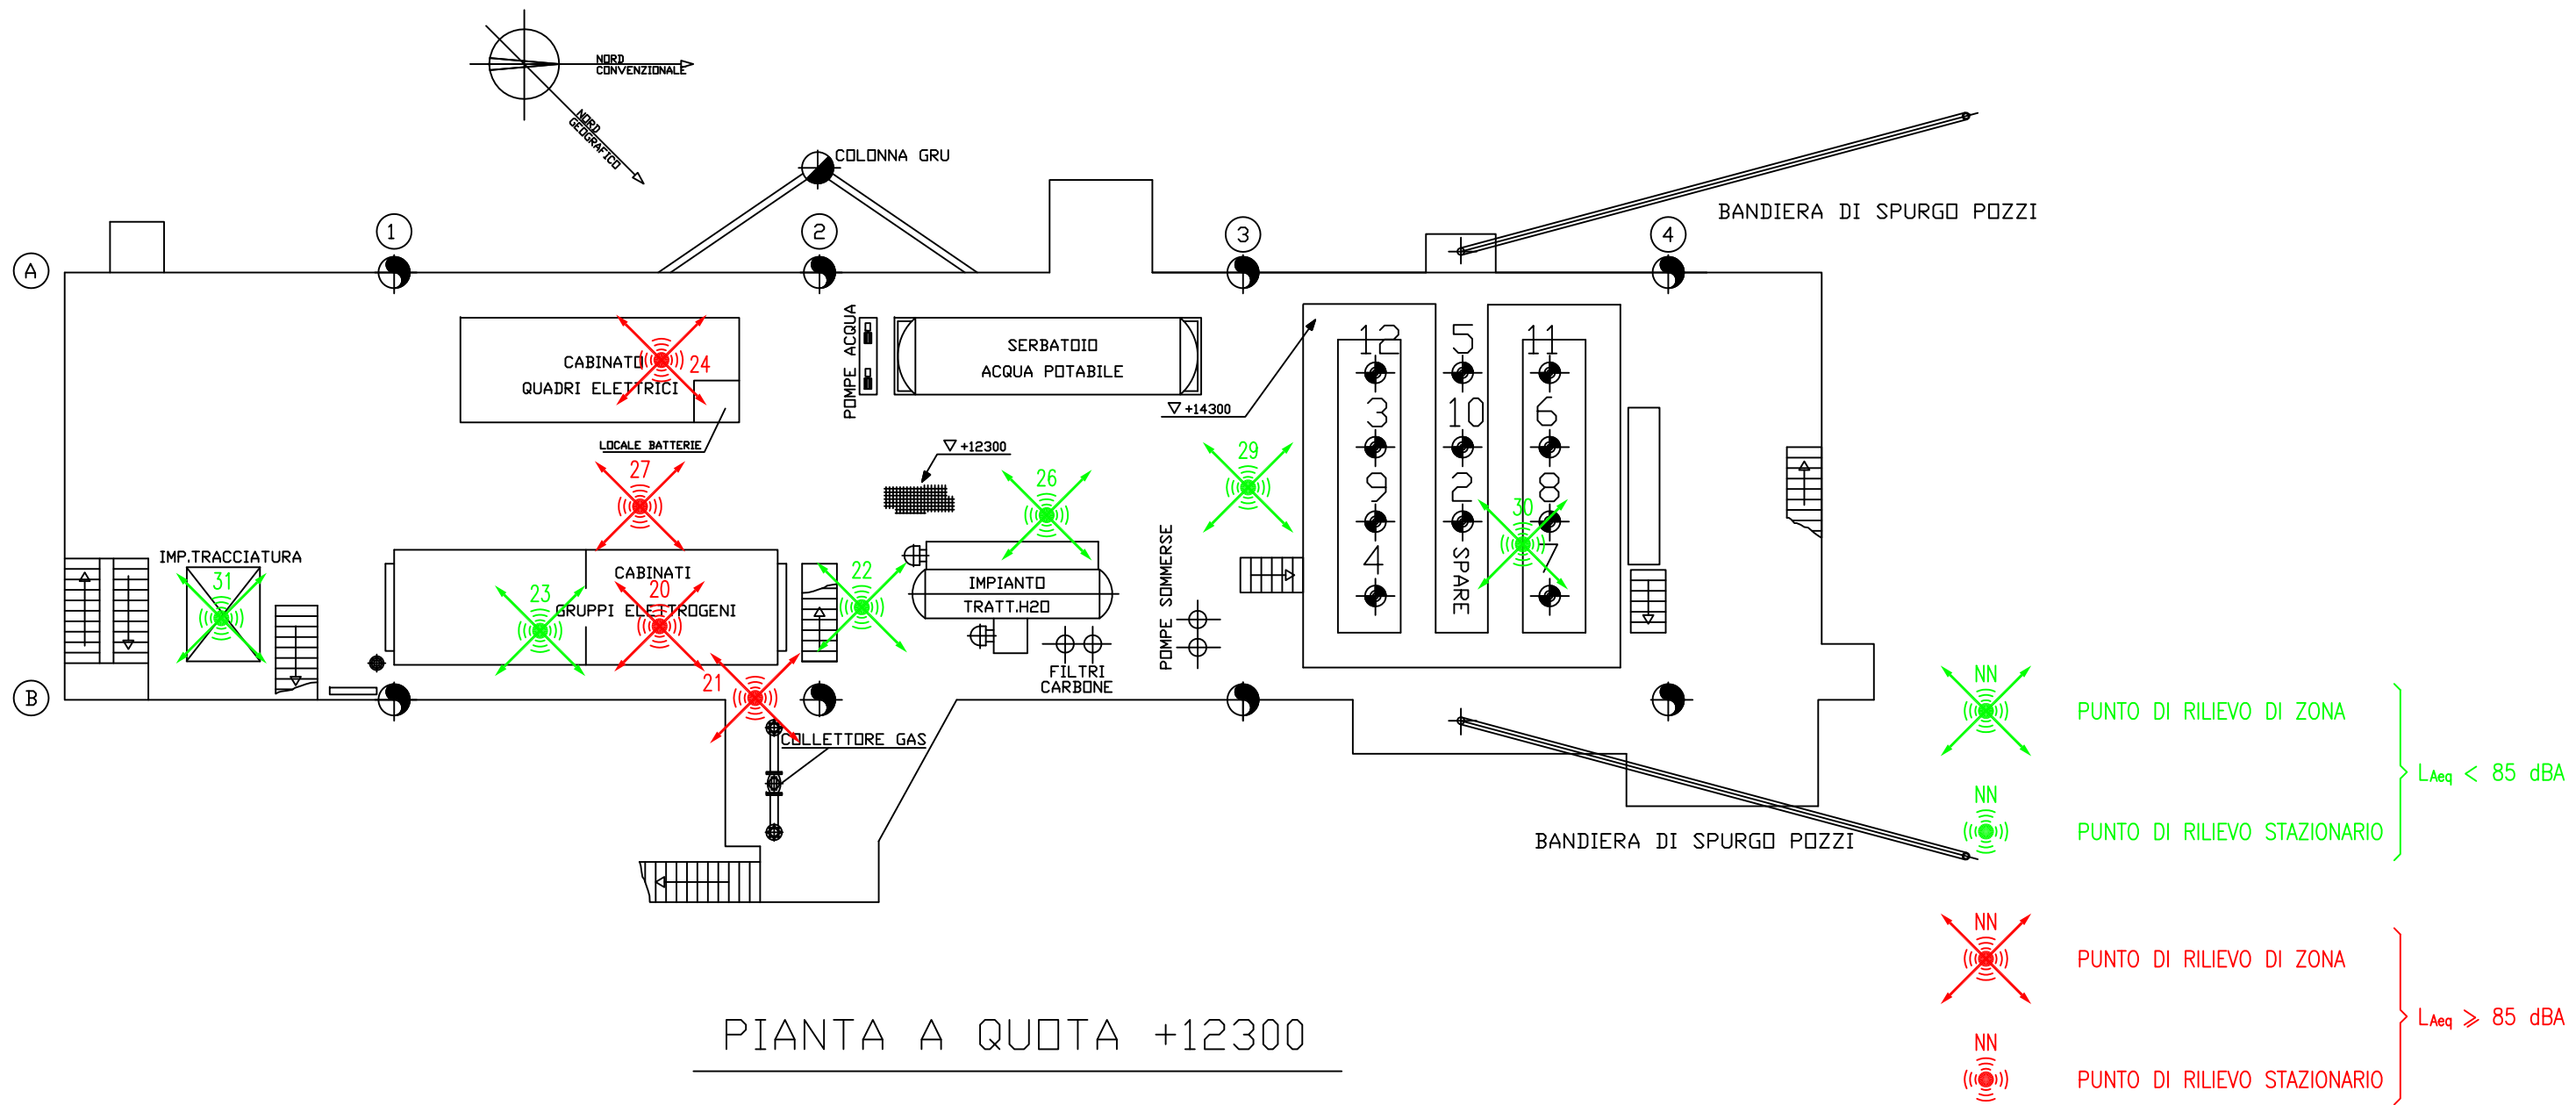 NORD
CONVENZIONALE
NORD
GEOGRAFICO
COLONNA GRU
BANDIERA DI SPURGO POZZI
1
2
3
4
A
POMPE ACQUA
SERBATOIO
ACQUA POTABILE
CABINATO
QUADRI ELETTRICI
24
LOCALE BATTERIE
+14300
+12300
12
5
11
3
10
6
9
2
8
4
SPARE
7
27
26
29
30
IMP.TRACCIATURA
31
CABINATI
GRUPPI ELETTROGENI
23
20
22
21
IMPIANTO
TRATT.H2O
POMPE SOMMERSE
FILTRI
CARBONE
B
COLLETTORE GAS
BANDIERA DI SPURGO POZZI
NN
PUNTO DI RILIEVO DI ZONA
NN
PUNTO DI RILIEVO STAZIONARIO
LAeq < 85 dBA
NN
PUNTO DI RILIEVO DI ZONA
NN
PUNTO DI RILIEVO STAZIONARIO
LAeq ⩾ 85 dBA
PIANTA A QUOTA +12300